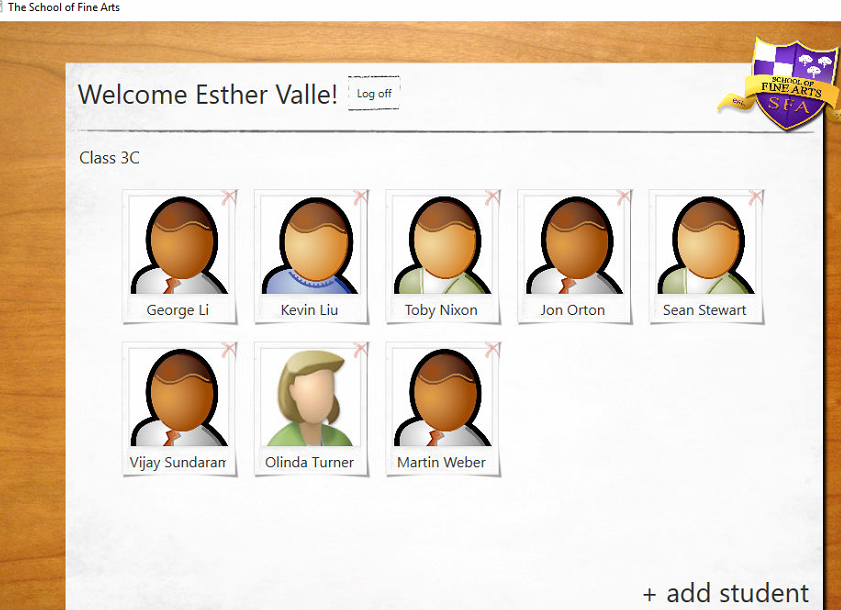 The School of Fine Arts
Welcome Esther Valle!
Log off
SCHOOL OF
FINE ARTS
SFA
Class 3C
George Li
Kevin Liu
Toby Nixon
Jon Orton
Sean Stewart
Vijay Sundaram
Olinda Turner
Martin Weber
+ add student